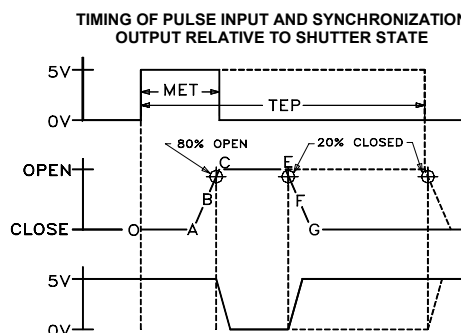 TIMING OF PULSE INPUT AND SYNCHRONIZATION
OUTPUT RELATIVE TO SHUTTER STATE
5V
MET
TEP
0V
80% OPEN
C
E
20% CLOSED
OPEN
B
F
CLOSE
O
A
G
5V
0V